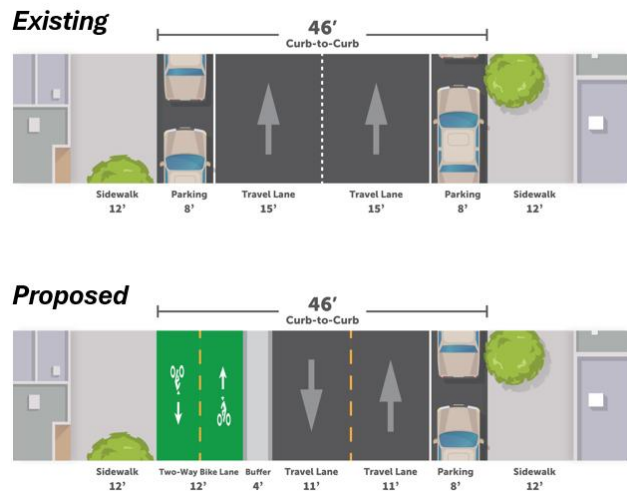 Existing
46'
Curb-to-Curb
Sidewalk Parking Travel Lane Travel Lane Parking Sidewalk
12' 8' 15' 15' 8' 12'
Proposed
46'
Curb-to-Curb
Sidewalk Two-Way Bike Lane Buffer Travel Lane Travel Lane Parking Sidewalk
12' 12' 4' 11' 11' 8' 12'